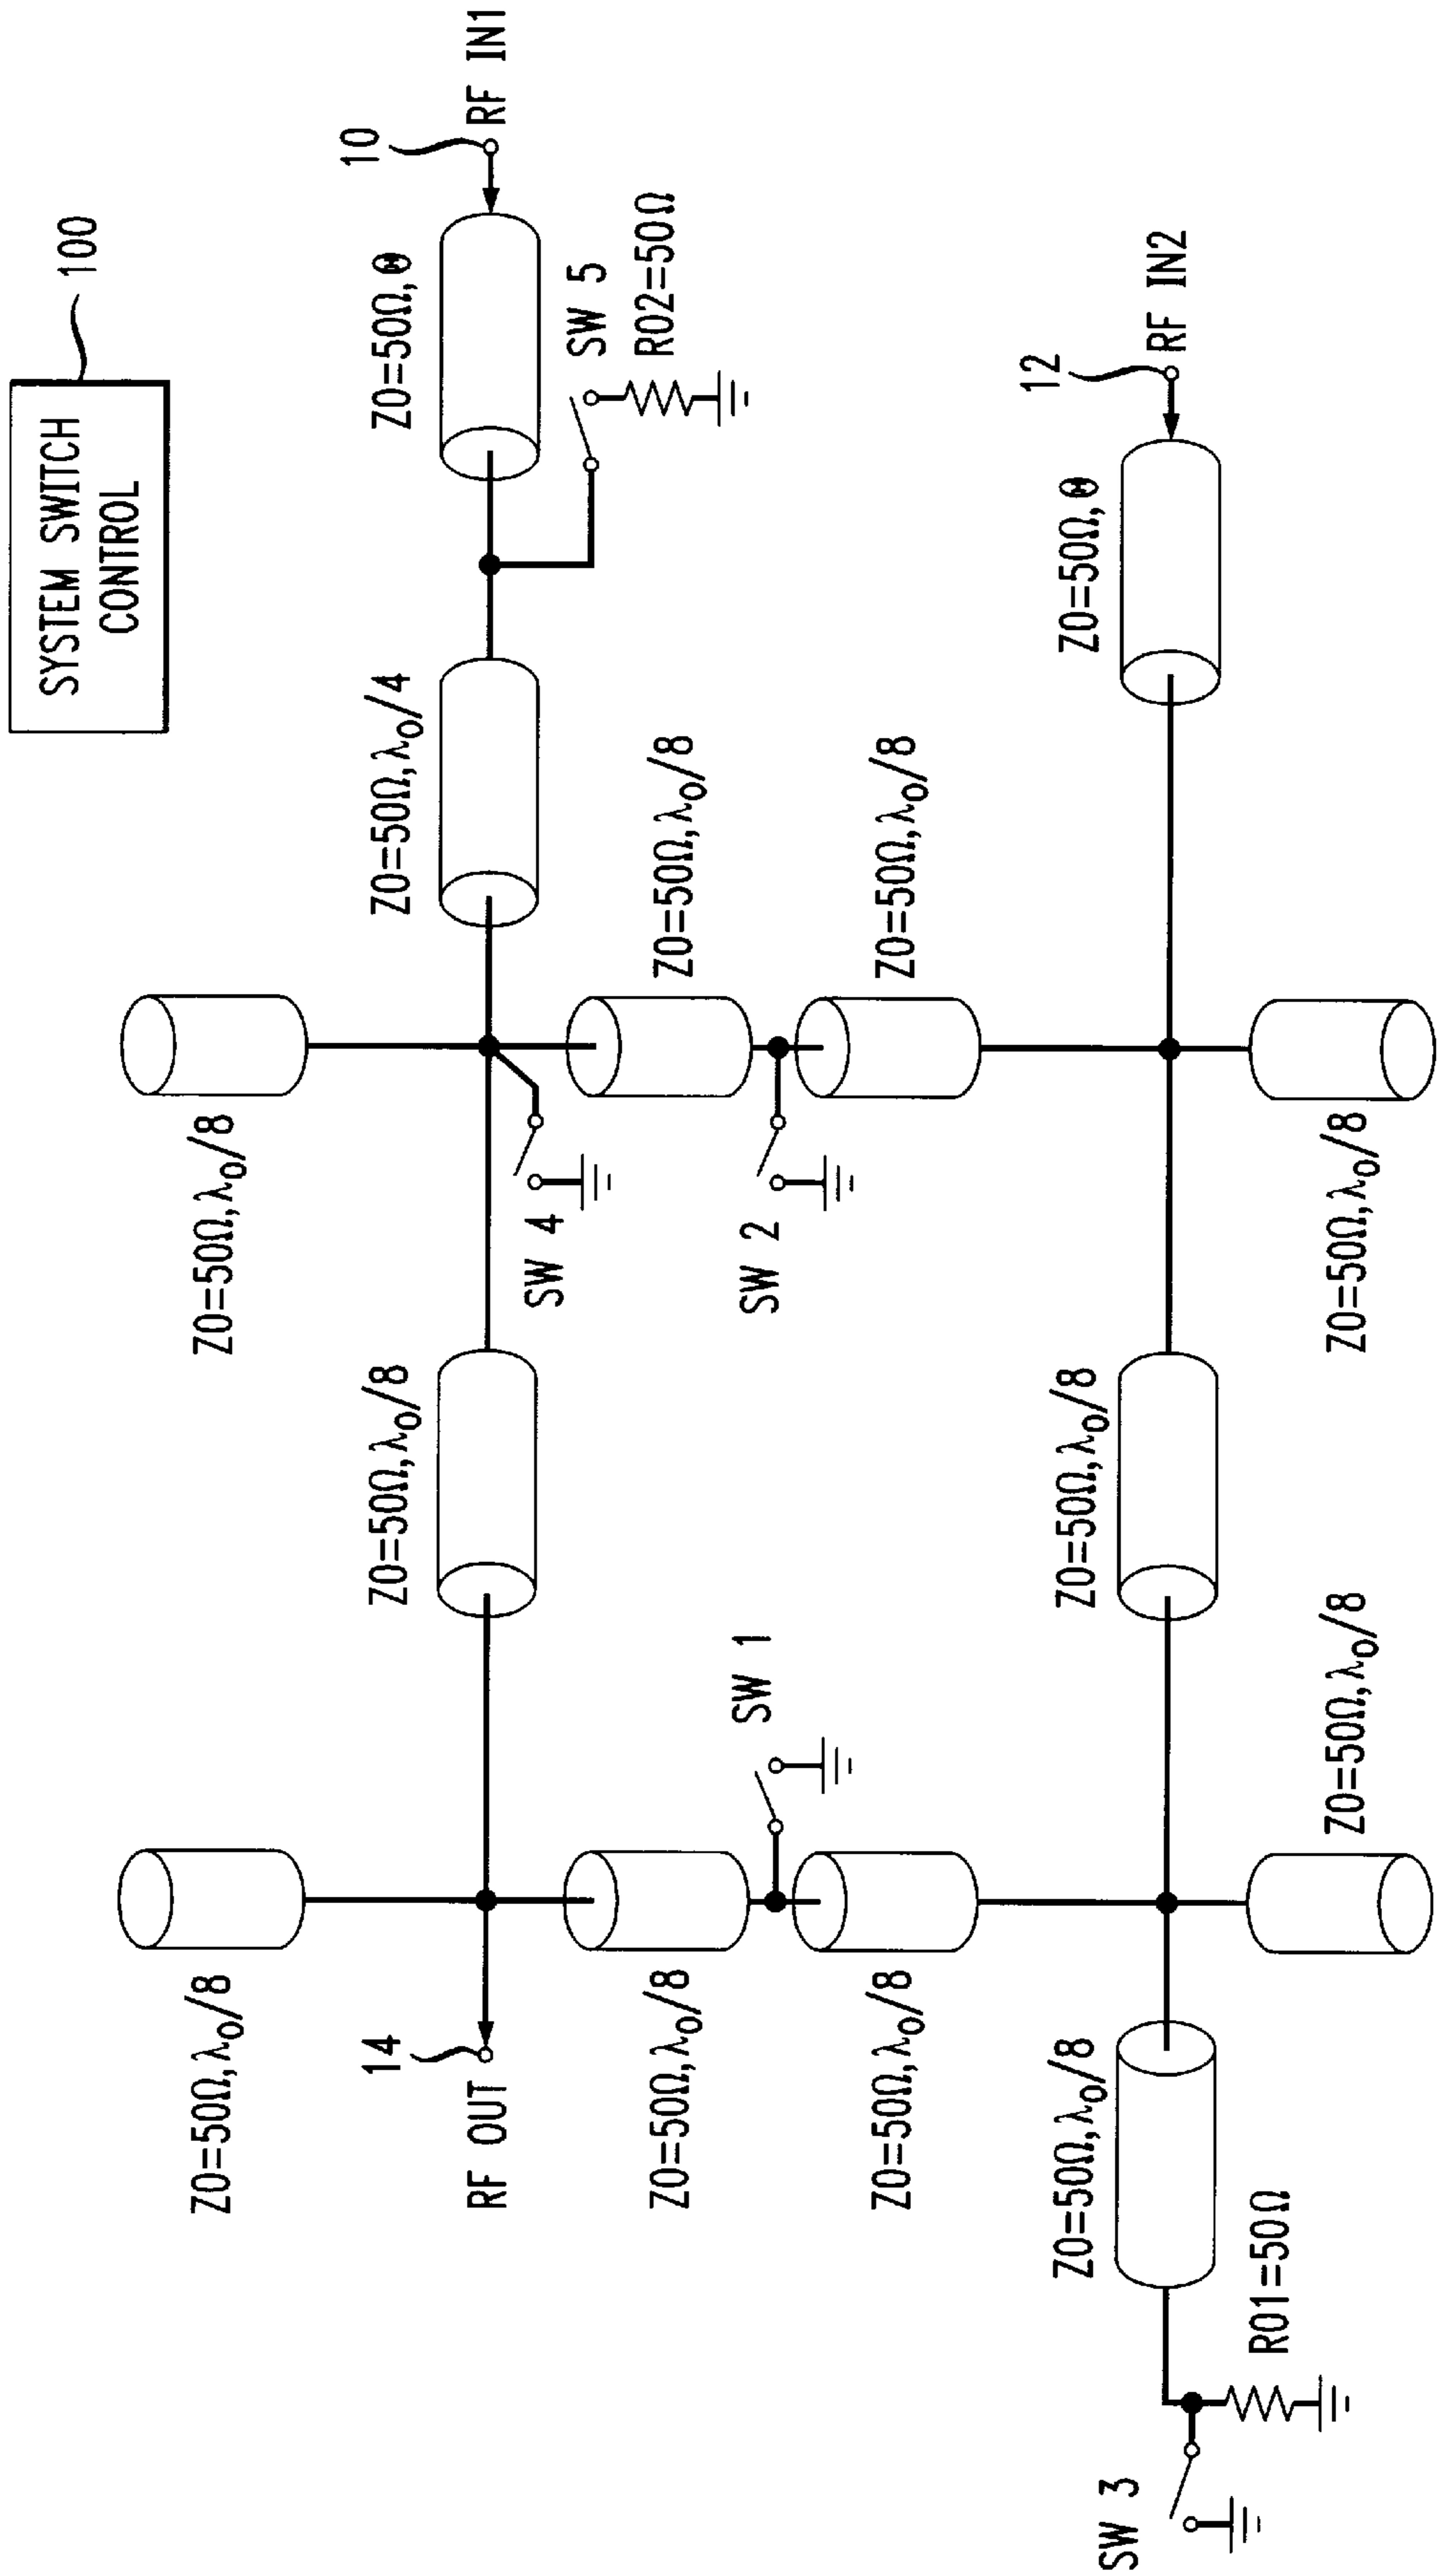 SYSTEM SWITCH
CONTROL
100
10
RF IN1
Z0=50Ω,Θ
SW 5
R02=50Ω
12
RF IN2
Z0=50Ω,Θ
Z0=50Ω,λ₀/4
Z0=50Ω,λ₀/8
Z0=50Ω,λ₀/8
Z0=50Ω,λ₀/8
SW 4
SW 2
Z0=50Ω,λ₀/8
Z0=50Ω,λ₀/8
Z0=50Ω,λ₀/8
SW 1
Z0=50Ω,λ₀/8
Z0=50Ω,λ₀/8
14
RF OUT
Z0=50Ω,λ₀/8
Z0=50Ω,λ₀/8
Z0=50Ω,λ₀/8
R01=50Ω
SW 3